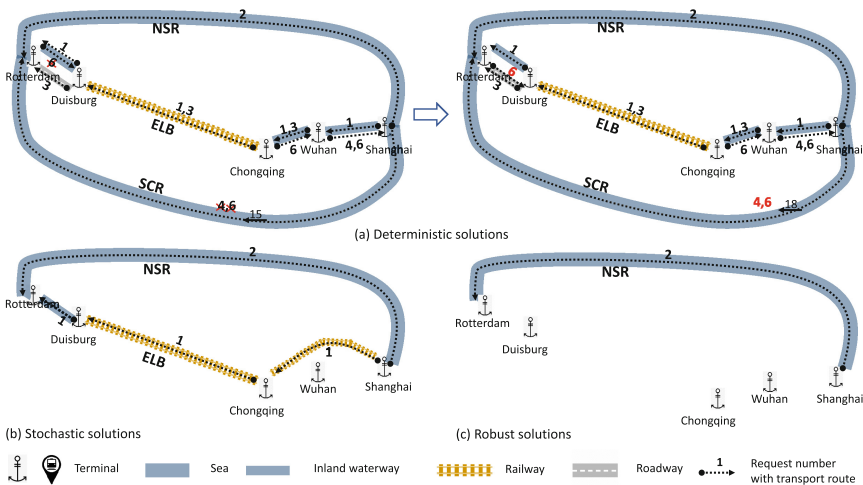 2
2
NSR
NSR
1
1
6
6
Rotterdam
Rotterdam
3
3
Duisburg
Duisburg
1,3
1,3
ELB
ELB
1,3
1
1,3
1
6
Wuhan
4,6
Shanghai
6
Wuhan
4,6
Shanghai
Chongqing
Chongqing
SCR
SCR
4,6
15
4,6
18
(a) Deterministic solutions
2
2
NSR
NSR
Rotterdam
Rotterdam
1
Duisburg
Duisburg
1
ELB
1
Wuhan
Shanghai
Wuhan
Shanghai
Chongqing
Chongqing
(b) Stochastic solutions
(c) Robust solutions
Terminal
Sea
Inland waterway
Railway
Roadway
1
Request number
with transport route